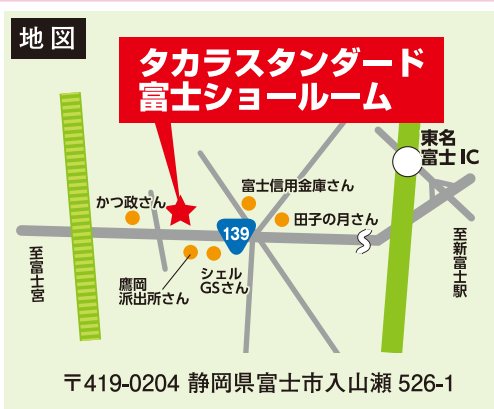 地図
タカラスタンダード
富士ショールーム
東名
富士IC
富士信用金庫さん
かつ政さん
田子の月さん
139
至富士宮
鷹岡
派出所さん
シェル
GSさん
至新富士駅
〒419-0204 静岡県富士市入山瀬 526-1